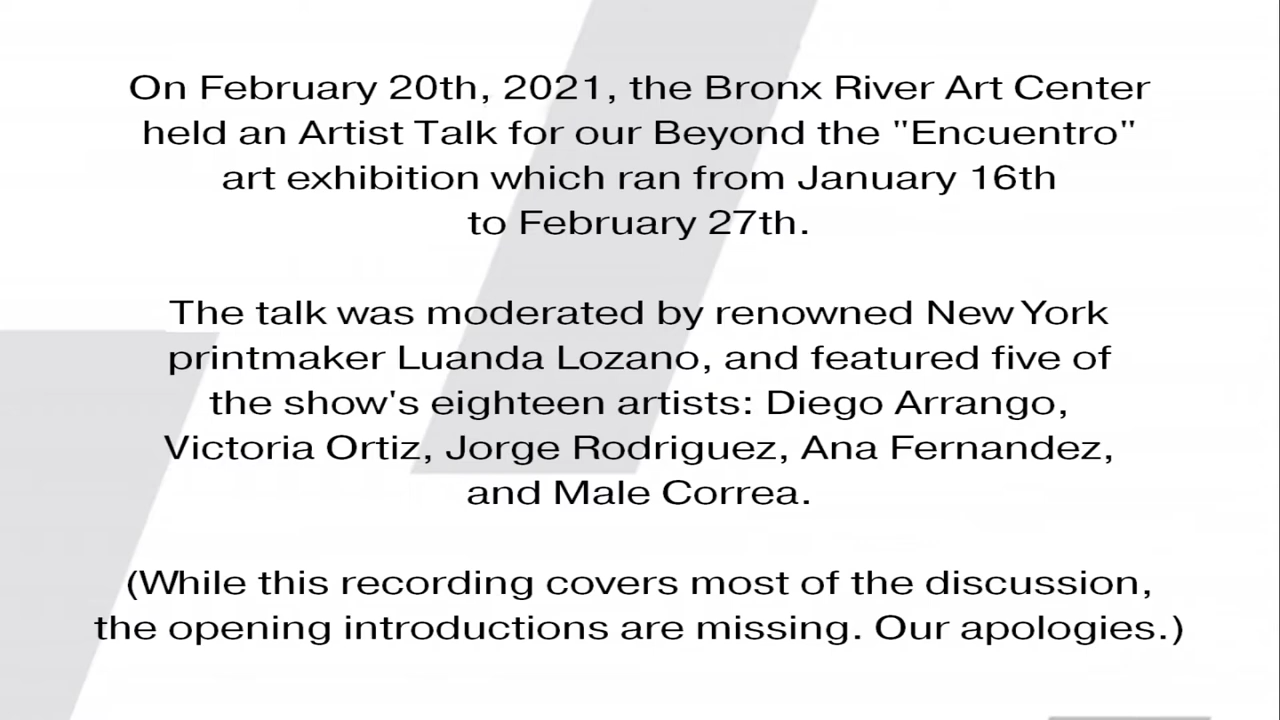 On February 20th, 2021, the Bronx River Art Center
held an Artist Talk for our Beyond the "Encuentro"
art exhibition which ran from January 16th
to February 27th.
The talk was moderated by renowned New York
printmaker Luanda Lozano, and featured five of
the show's eighteen artists: Diego Arrango,
Victoria Ortiz, Jorge Rodriguez, Ana Fernandez,
and Male Correa.
(While this recording covers most of the discussion,
the opening introductions are missing. Our apologies.)